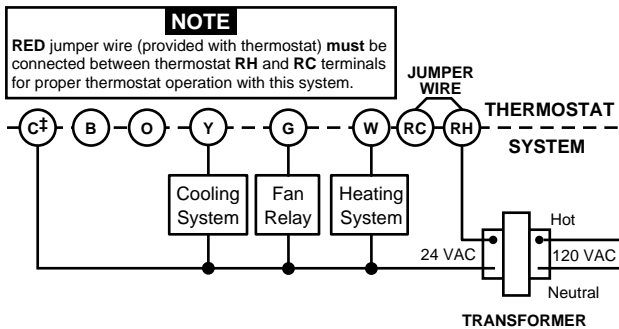 NOTE
RED jumper wire (provided with thermostat) must be
connected between thermostat RH and RC terminals
for proper thermostat operation with this system.
JUMPER
WIRE
C‡ B O Y G W RC RH THERMOSTAT
SYSTEM
Cooling
System
Fan
Relay
Heating
System
Hot
24 VAC 120 VAC
Neutral
TRANSFORMER